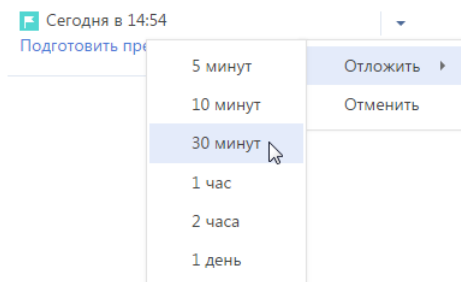 Сегодня в 14:54
Подготовить пре
5 минут
10 минут
30 минут
1 час
2 часа
1 день
Отложить
Отменить